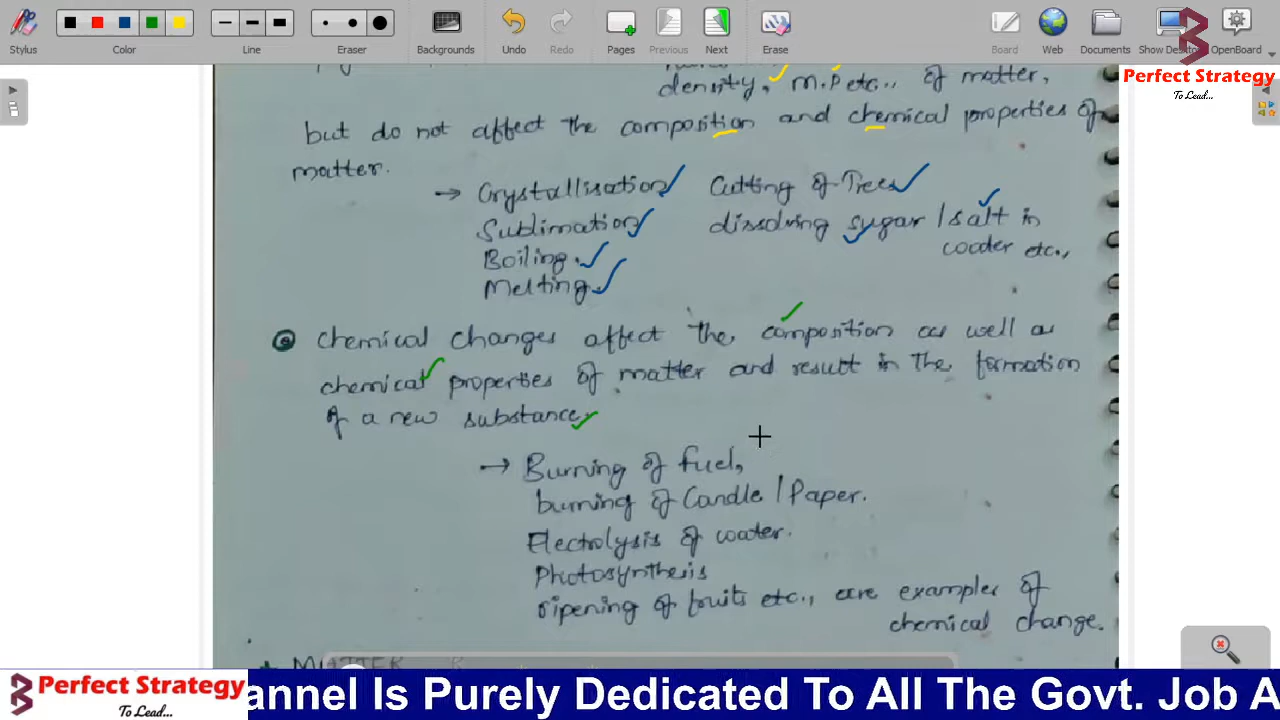 Stylus
Color
Line
Eraser
Backgrounds
Undo
Redo
Pages
Previous
Next
Erase
Board
Web
Documents
Show
OpenBoard
Perfect Strategy
To Lead...
density, m.p etc., of matter,
but do not affect the composition and chemical properties of
matter.
→ Crystallisation Cutting of Trees
Sublimation dissolving sugar / salt in
Boiling. water etc.,
Melting.
chemical changes affect the composition as well as
chemical properties of matter and result in the formation
of a new substance.
→ Burning of fuel,
burning of Candle / Paper.
Electrolysis of water.
Photosynthesis
ripening of fruits etc., are examples of
chemical change.
MATTER
Perfect Strategy
To Lead...
annel Is Purely Dedicated To All The Govt. Job A